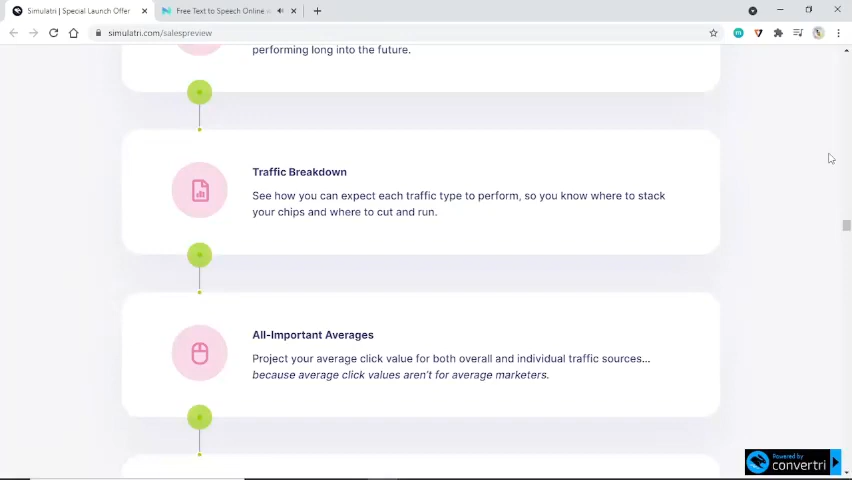 Simulatri | Special Launch Offer
Free Text to Speech Online
simulatri.com/salespreview
performing long into the future.
Traffic Breakdown
See how you can expect each traffic type to perform, so you know where to stack
your chips and where to cut and run.
All-Important Averages
Project your average click value for both overall and individual traffic sources...
because average click values aren't for average marketers.
Powered by
convertri